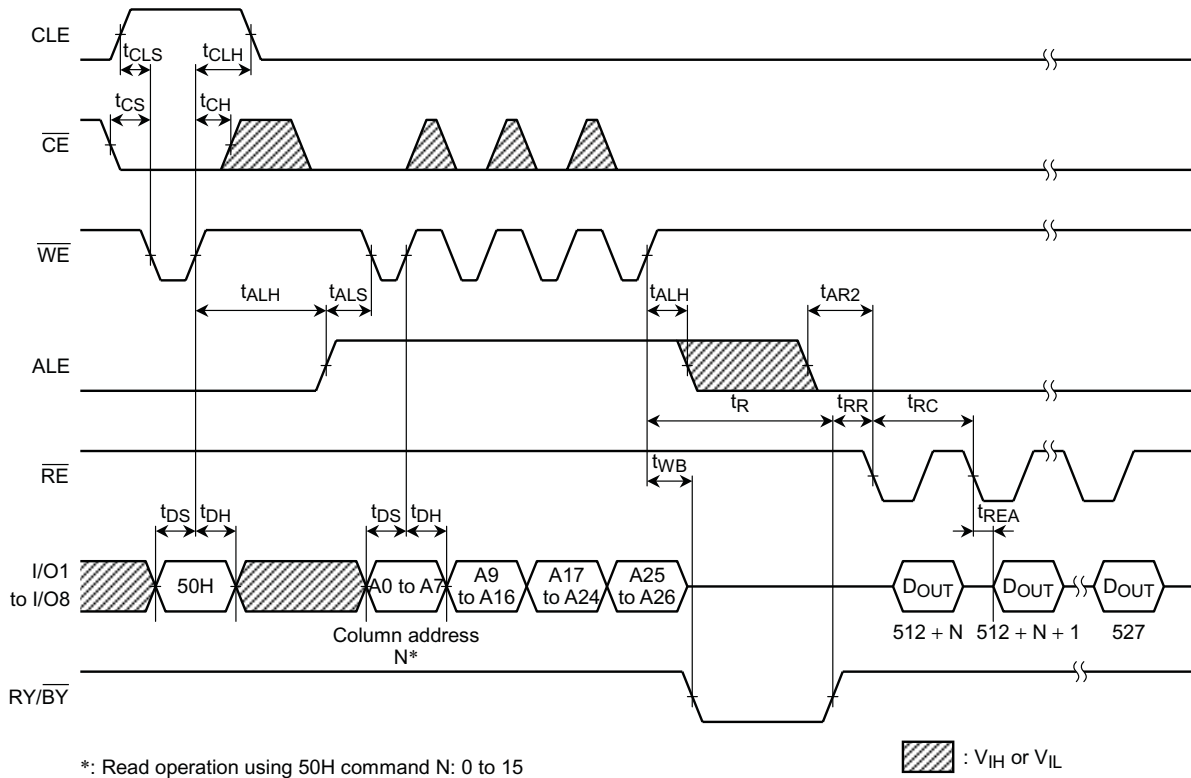 CLE
tCLS
tCLH
tCS
tCH
CE
WE
tALH
tALS
tALH
tAR2
ALE
tR
tRR
tRC
RE
tWB
tREA
tDS
tDH
tDS
tDH
I/O1
to I/O8
50H
A0 to A7
A9
to A16
A17
to A24
A25
to A26
DOUT
DOUT
DOUT
512 + N
512 + N + 1
527
Column address
N*
RY/BY
*: Read operation using 50H command N: 0 to 15
: VIH or VIL